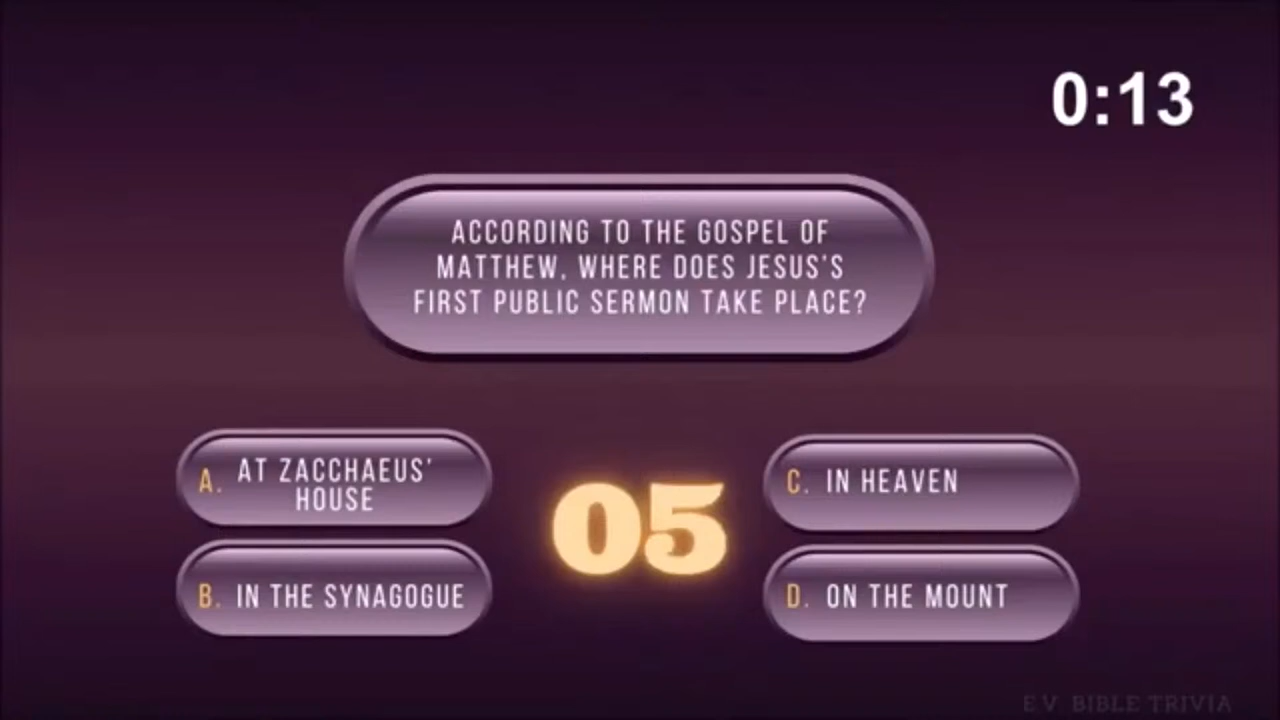 0:13
ACCORDING TO THE GOSPEL OF
MATTHEW, WHERE DOES JESUS'S
FIRST PUBLIC SERMON TAKE PLACE?
A. AT ZACCHAEUS'
HOUSE
B. IN THE SYNAGOGUE
05
C. IN HEAVEN
D. ON THE MOUNT
E.V. BIBLE TRIVIA